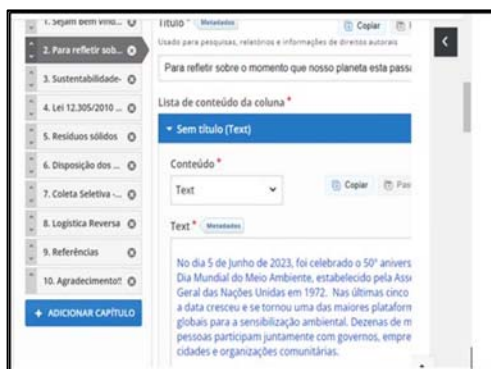 1. Sejam bem vind...
2. Para refletir sob...
3. Sustentabilidade-
4. Lei 12.305/2010 ...
5. Resíduos sólidos
6. Disposição dos ...
7. Coleta Seletiva -...
8. Logística Reversa
9. Referências
10. Agradecimento!!
+ ADICIONAR CAPÍTULO
Título * Metadados Copiar
Usado para pesquisas, relatórios e informações de direitos autorais
Para refletir sobre o momento que nosso planeta esta passa
Lista de conteúdo da coluna *
Sem título (Text)
Conteúdo *
Text Copiar Pas
Text * Metadados
No dia 5 de Junho de 2023, foi celebrado o 50º anivers
Dia Mundial do Meio Ambiente, estabelecido pela Asse
Geral das Nações Unidas em 1972. Nas últimas cinco
a data cresceu e se tornou uma das maiores plataform
globais para a sensibilização ambiental. Dezenas de m
pessoas participam juntamente com governos, empre
cidades e organizações comunitárias.